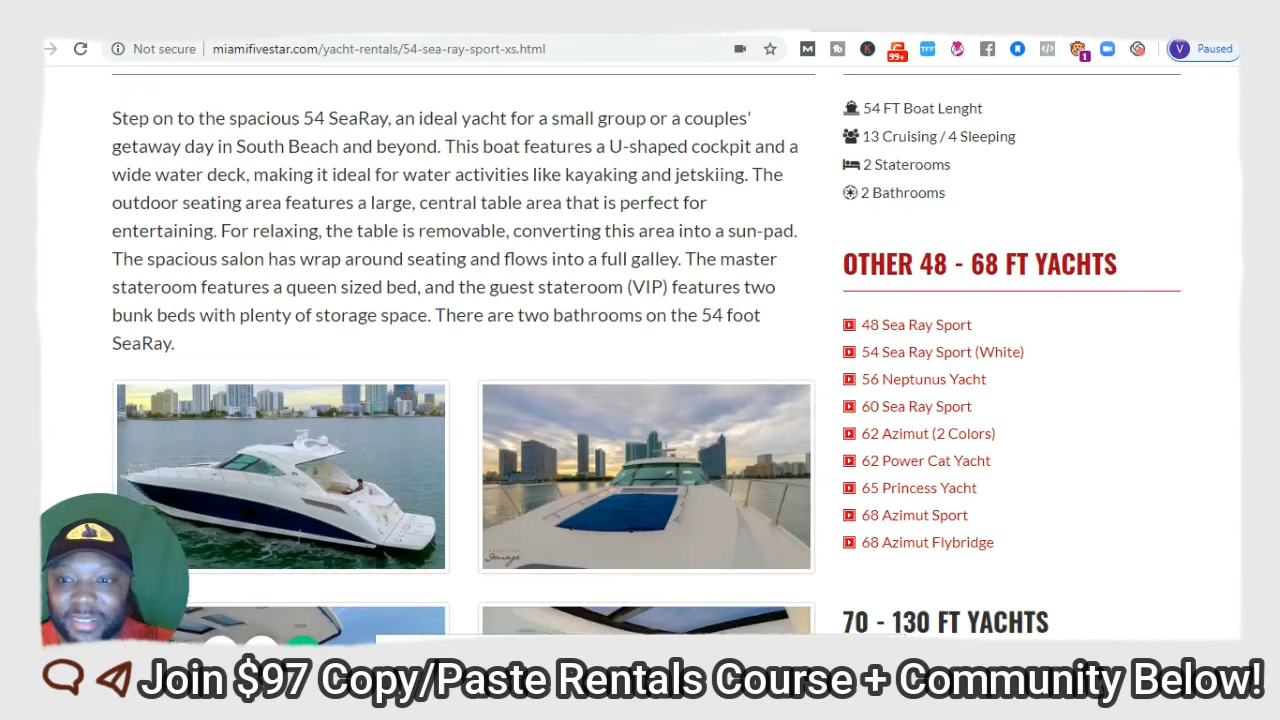 Not secure
miamifivestar.com/yacht-rentals/54-sea-ray-sport-xs.html
99+
TFF
1
V
Paused
Step on to the spacious 54 SeaRay, an ideal yacht for a small group or a couples'
getaway day in South Beach and beyond. This boat features a U-shaped cockpit and a
wide water deck, making it ideal for water activities like kayaking and jetskiing. The
outdoor seating area features a large, central table area that is perfect for
entertaining. For relaxing, the table is removable, converting this area into a sun-pad.
The spacious salon has wrap around seating and flows into a full galley. The master
stateroom features a queen sized bed, and the guest stateroom (VIP) features two
bunk beds with plenty of storage space. There are two bathrooms on the 54 foot
SeaRay.
54 FT Boat Lenght
13 Cruising / 4 Sleeping
2 Staterooms
2 Bathrooms
OTHER 48 - 68 FT YACHTS
48 Sea Ray Sport
54 Sea Ray Sport (White)
56 Neptunus Yacht
60 Sea Ray Sport
62 Azimut (2 Colors)
62 Power Cat Yacht
65 Princess Yacht
68 Azimut Sport
68 Azimut Flybridge
70 - 130 FT YACHTS
Join $97 Copy/Paste Rentals Course + Community Below!